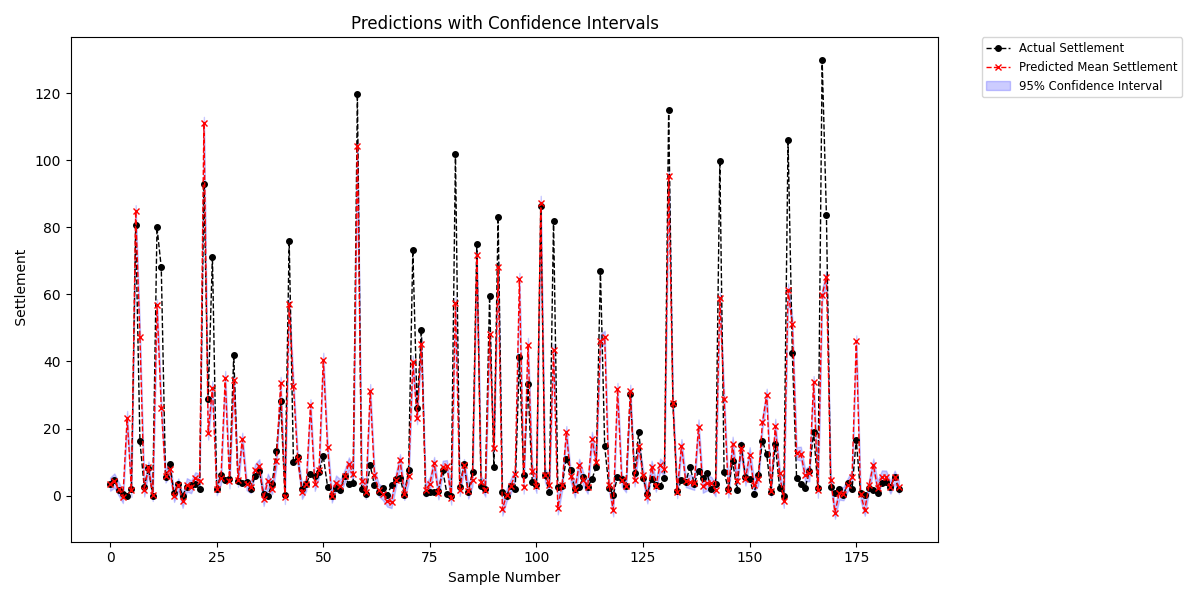 Predictions with Confidence Intervals
Actual Settlement
Predicted Mean Settlement
95% Confidence Interval
Settlement
120
100
80
60
40
20
0
0 25 50 75 100 125 150 175
Sample Number